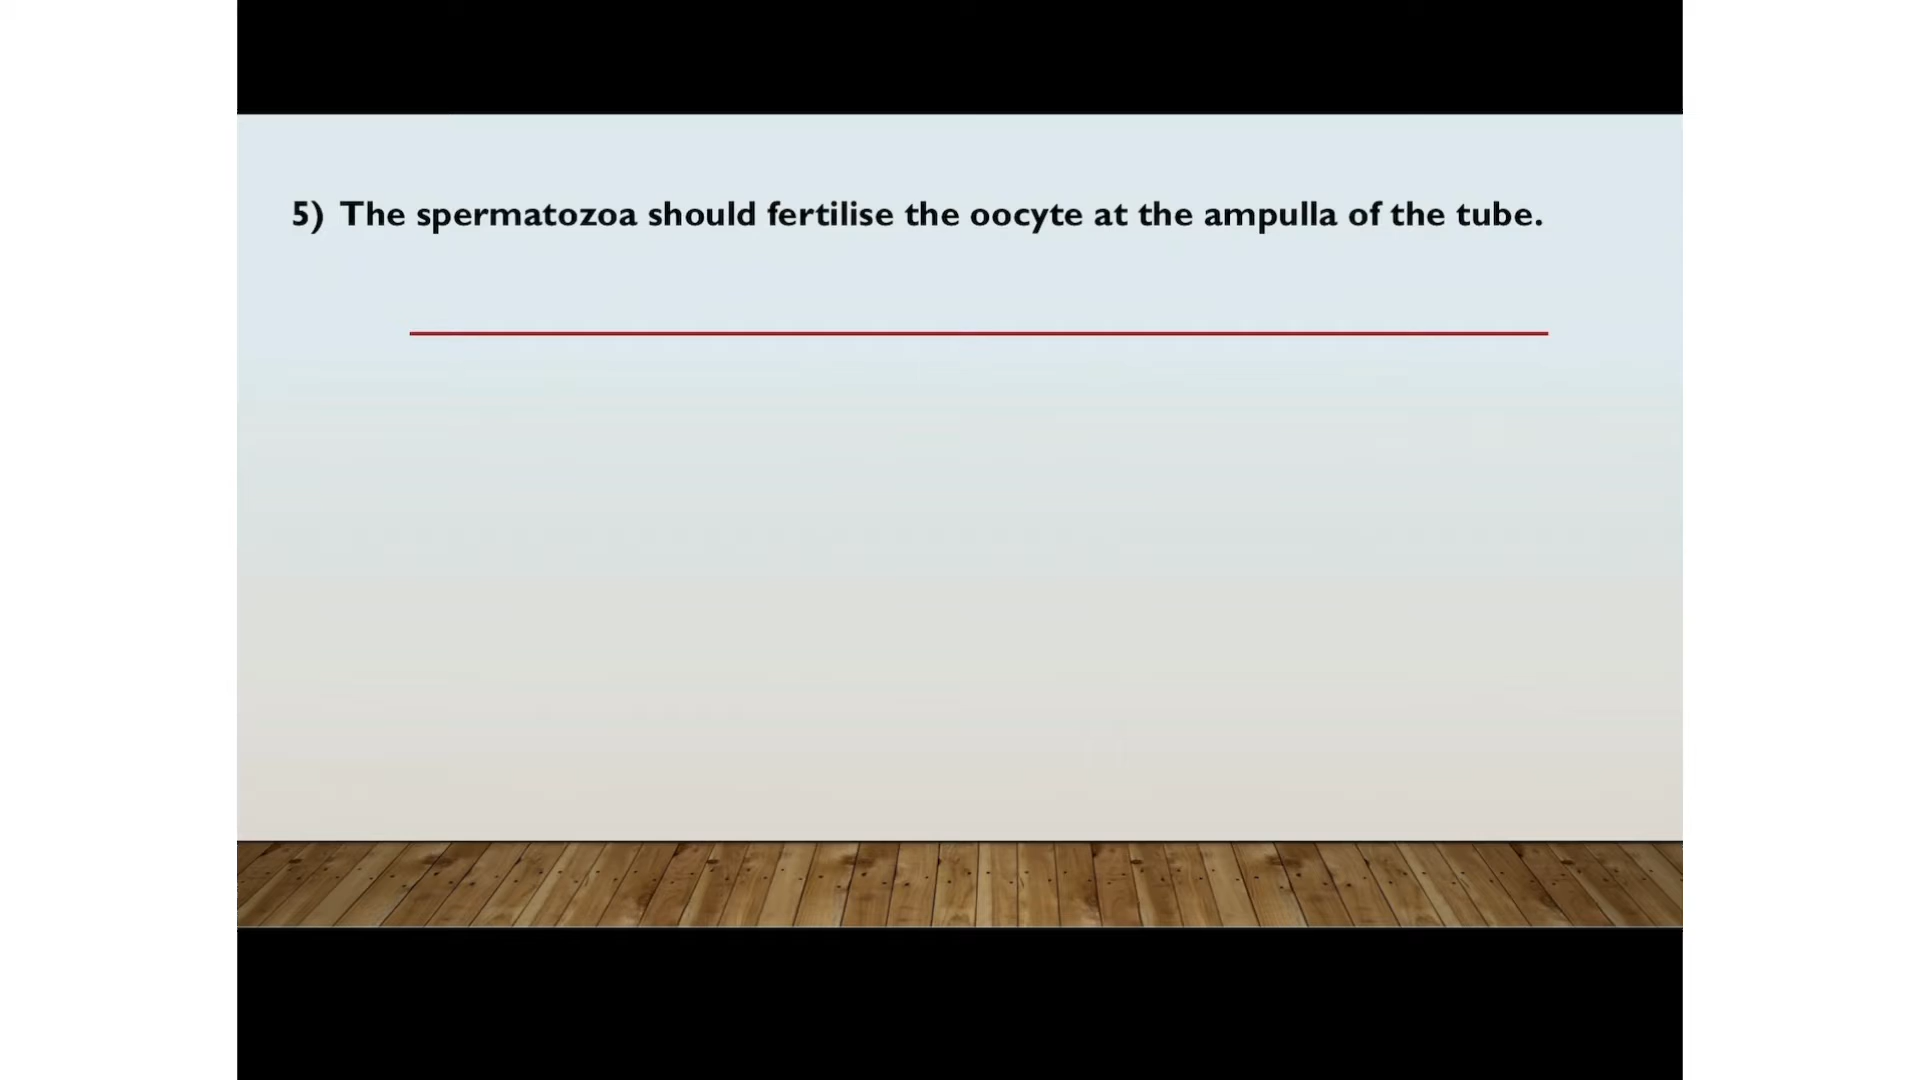 5) The spermatozoa should fertilise the oocyte at the ampulla of the tube.